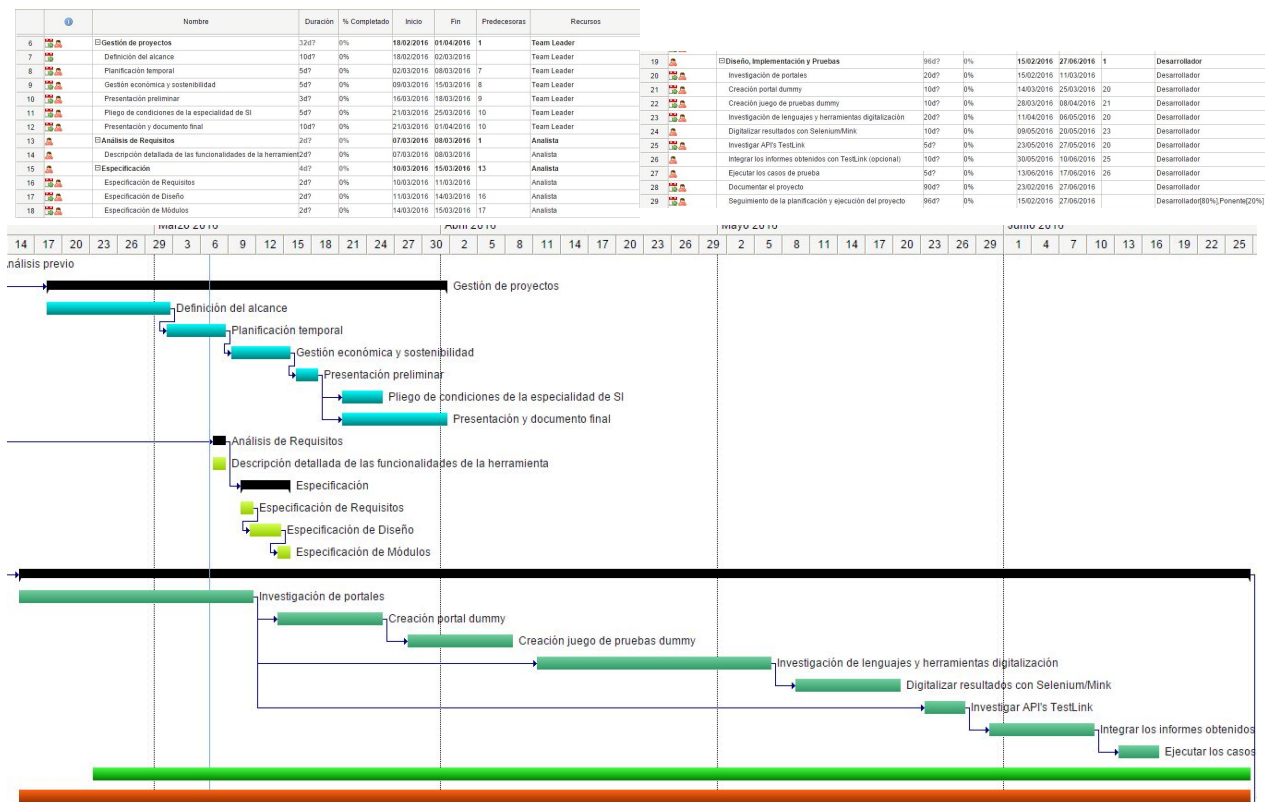 Nombre Duración % Completado Inicio Fin Predecesoras Recursos
6 Gestión de proyectos 32d? 0% 18/02/2016 01/04/2016 1 Team Leader
7 Definición del alcance 10d? 0% 18/02/2016 02/03/2016 Team Leader
8 Planificación temporal 5d? 0% 02/03/2016 08/03/2016 7 Team Leader
9 Gestión económica y sostenibilidad 5d? 0% 09/03/2016 15/03/2016 8 Team Leader
10 Presentación preliminar 3d? 0% 16/03/2016 18/03/2016 9 Team Leader
11 Pliego de condiciones de la especialidad de SI 5d? 0% 21/03/2016 25/03/2016 10 Team Leader
12 Presentación y documento final 10d? 0% 21/03/2016 01/04/2016 10 Team Leader
13 Análisis de Requisitos 2d? 0% 07/03/2016 08/03/2016 1 Analista
14 Descripción detallada de las funcionalidades de la herramient 2d? 0% 07/03/2016 08/03/2016 Analista
15 Especificación 4d? 0% 10/03/2016 15/03/2016 13 Analista
16 Especificación de Requisitos 2d? 0% 10/03/2016 11/03/2016 Analista
17 Especificación de Diseño 2d? 0% 11/03/2016 14/03/2016 16 Analista
18 Especificación de Módulos 2d? 0% 14/03/2016 15/03/2016 17 Analista
19 Diseño, Implementación y Pruebas 96d? 0% 15/02/2016 27/06/2016 1 Desarrollador
20 Investigación de portales 20d? 0% 15/02/2016 11/03/2016 Desarrollador
21 Creación portal dummy 10d? 0% 14/03/2016 25/03/2016 20 Desarrollador
22 Creación juego de pruebas dummy 10d? 0% 28/03/2016 08/04/2016 21 Desarrollador
23 Investigación de lenguajes y herramientas digitalización 20d? 0% 11/04/2016 06/05/2016 20 Desarrollador
24 Digitalizar resultados con Selenium/Mink 10d? 0% 09/05/2016 20/05/2016 23 Desarrollador
25 Investigar API's TestLink 5d? 0% 23/05/2016 27/05/2016 20 Desarrollador
26 Integrar los informes obtenidos con TestLink (opcional) 10d? 0% 30/05/2016 10/06/2016 25 Desarrollador
27 Ejecutar los casos de prueba 5d? 0% 13/06/2016 17/06/2016 26 Desarrollador
28 Documentar el proyecto 90d? 0% 23/02/2016 27/06/2016 Desarrollador
29 Seguimiento de la planificación y ejecución del proyecto 96d? 0% 15/02/2016 27/06/2016 Desarrollador[80%],Ponente[20%]
Marzo 2016 Abril 2016 Mayo 2016 Junio 2016
14 17 20 23 26 29 3 6 9 12 15 18 21 24 27 30 2 5 8 11 14 17 20 23 26 29 2 5 8 11 14 17 20 23 26 29 1 4 7 10 13 16 19 22 25
nálisis previo
Gestión de proyectos
Definición del alcance
Planificación temporal
Gestión económica y sostenibilidad
Presentación preliminar
Pliego de condiciones de la especialidad de SI
Presentación y documento final
Análisis de Requisitos
Descripción detallada de las funcionalidades de la herramienta
Especificación
Especificación de Requisitos
Especificación de Diseño
Especificación de Módulos
Investigación de portales
Creación portal dummy
Creación juego de pruebas dummy
Investigación de lenguajes y herramientas digitalización
Digitalizar resultados con Selenium/Mink
Investigar API's TestLink
Integrar los informes obtenidos
Ejecutar los casos